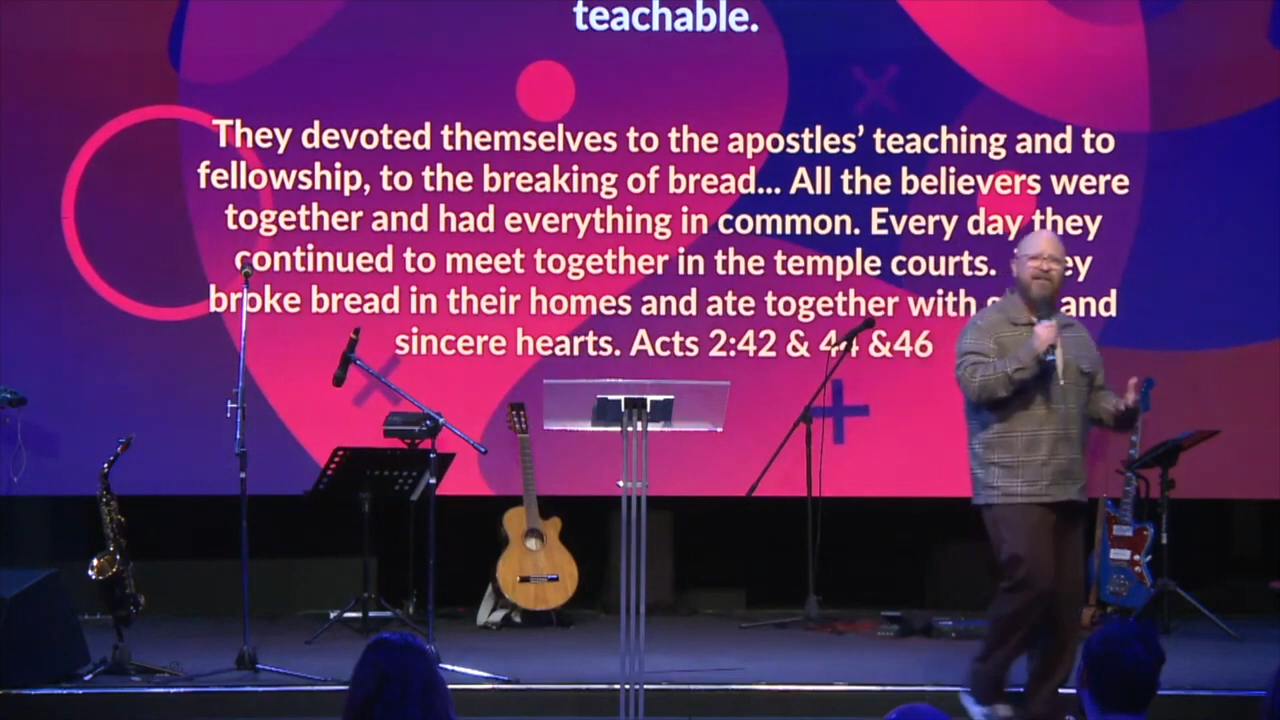 teachable.
They devoted themselves to the apostles’ teaching and to
fellowship, to the breaking of bread... All the believers were
together and had everything in common. Every day they
continued to meet together in the temple courts.
broke bread in their homes and ate together with and
sincere hearts. Acts 2:42 & 44 &46